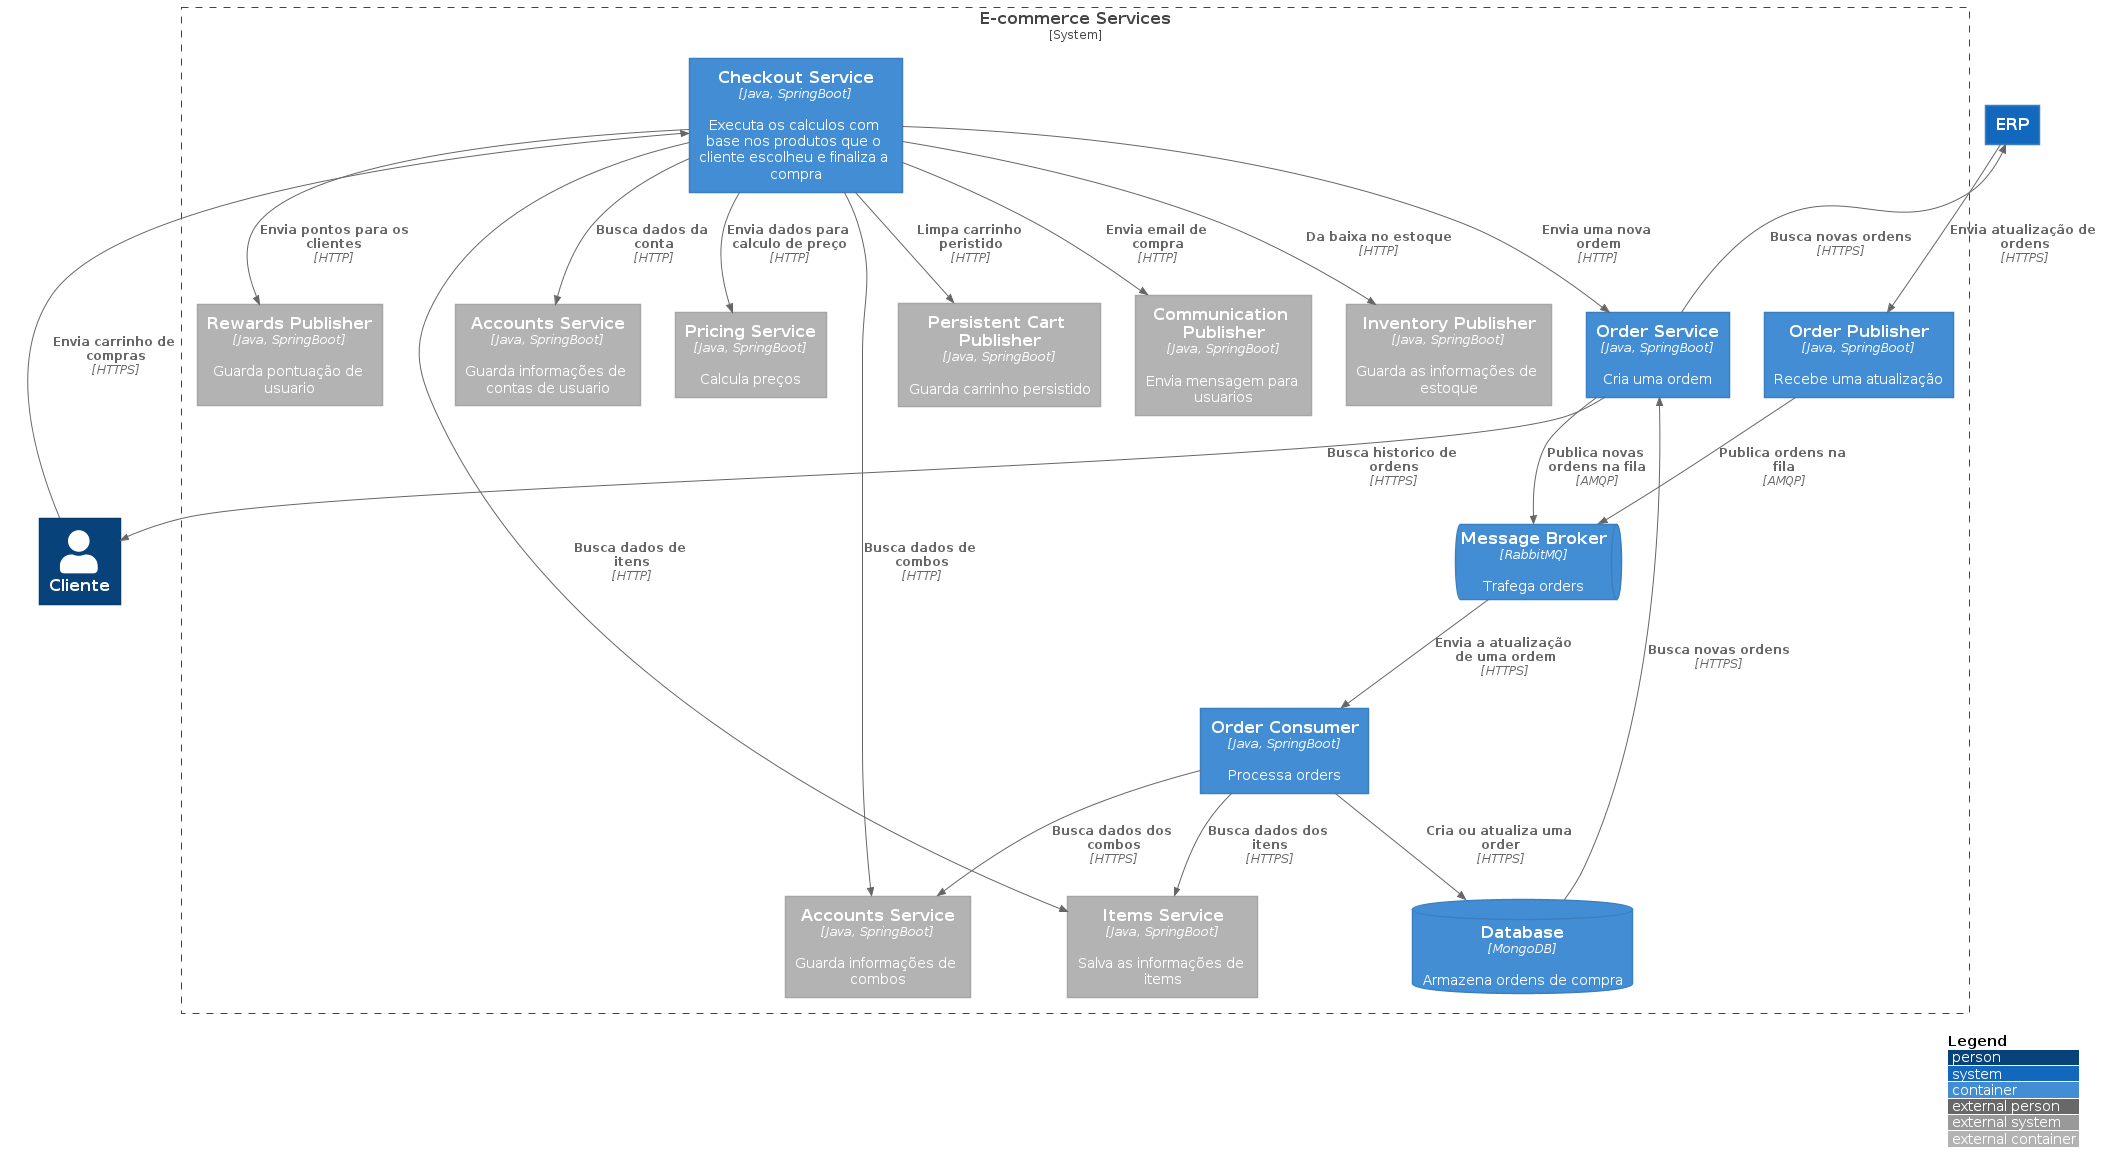 E-commerce Services
[System]
Checkout Service
[Java, SpringBoot]
Executa os calculos com
base nos produtos que o
cliente escolheu e finaliza a
compra
ERP
Envia pontos para os
clientes
[HTTP]
Busca dados da
conta
[HTTP]
Envia dados para
calculo de preço
[HTTP]
Limpa carrinho
peristido
[HTTP]
Envia email de
compra
[HTTP]
Da baixa no estoque
[HTTP]
Envia uma nova
ordem
[HTTP]
Busca novas ordens
[HTTPS]
Envia atualização de
ordens
[HTTPS]
Envia carrinho de
compras
[HTTPS]
Rewards Publisher
[Java, SpringBoot]
Guarda pontuação de
usuario
Accounts Service
[Java, SpringBoot]
Guarda informações de
contas de usuario
Pricing Service
[Java, SpringBoot]
Calcula preços
Persistent Cart
Publisher
[Java, SpringBoot]
Guarda carrinho persistido
Communication
Publisher
[Java, SpringBoot]
Envia mensagem para
usuarios
Inventory Publisher
[Java, SpringBoot]
Guarda as informações de
estoque
Order Service
[Java, SpringBoot]
Cria uma ordem
Order Publisher
[Java, SpringBoot]
Recebe uma atualização
Busca historico de
ordens
[HTTPS]
Publica novas
ordens na fila
[AMQP]
Publica ordens na
fila
[AMQP]
Cliente
Busca dados de
itens
[HTTP]
Busca dados de
combos
[HTTP]
Message Broker
[RabbitMQ]
Trafega orders
Envia a atualização
de uma ordem
[HTTPS]
Busca novas ordens
[HTTPS]
Order Consumer
[Java, SpringBoot]
Processa orders
Busca dados dos
combos
[HTTPS]
Busca dados dos
itens
[HTTPS]
Cria ou atualiza uma
order
[HTTPS]
Accounts Service
[Java, SpringBoot]
Guarda informações de
combos
Items Service
[Java, SpringBoot]
Salva as informações de
items
Database
[MongoDB]
Armazena ordens de compra
Legend
person
system
container
external person
external system
external container